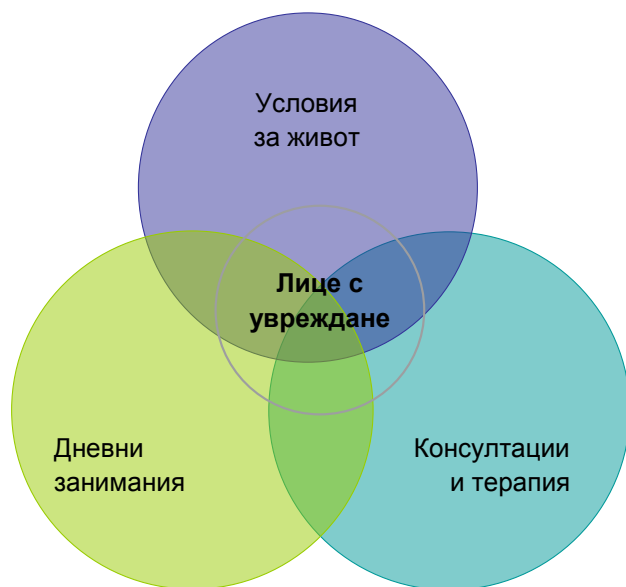 Условия
за живот
Лице с
увреждане
Дневни
занимания
Консултации
и терапия